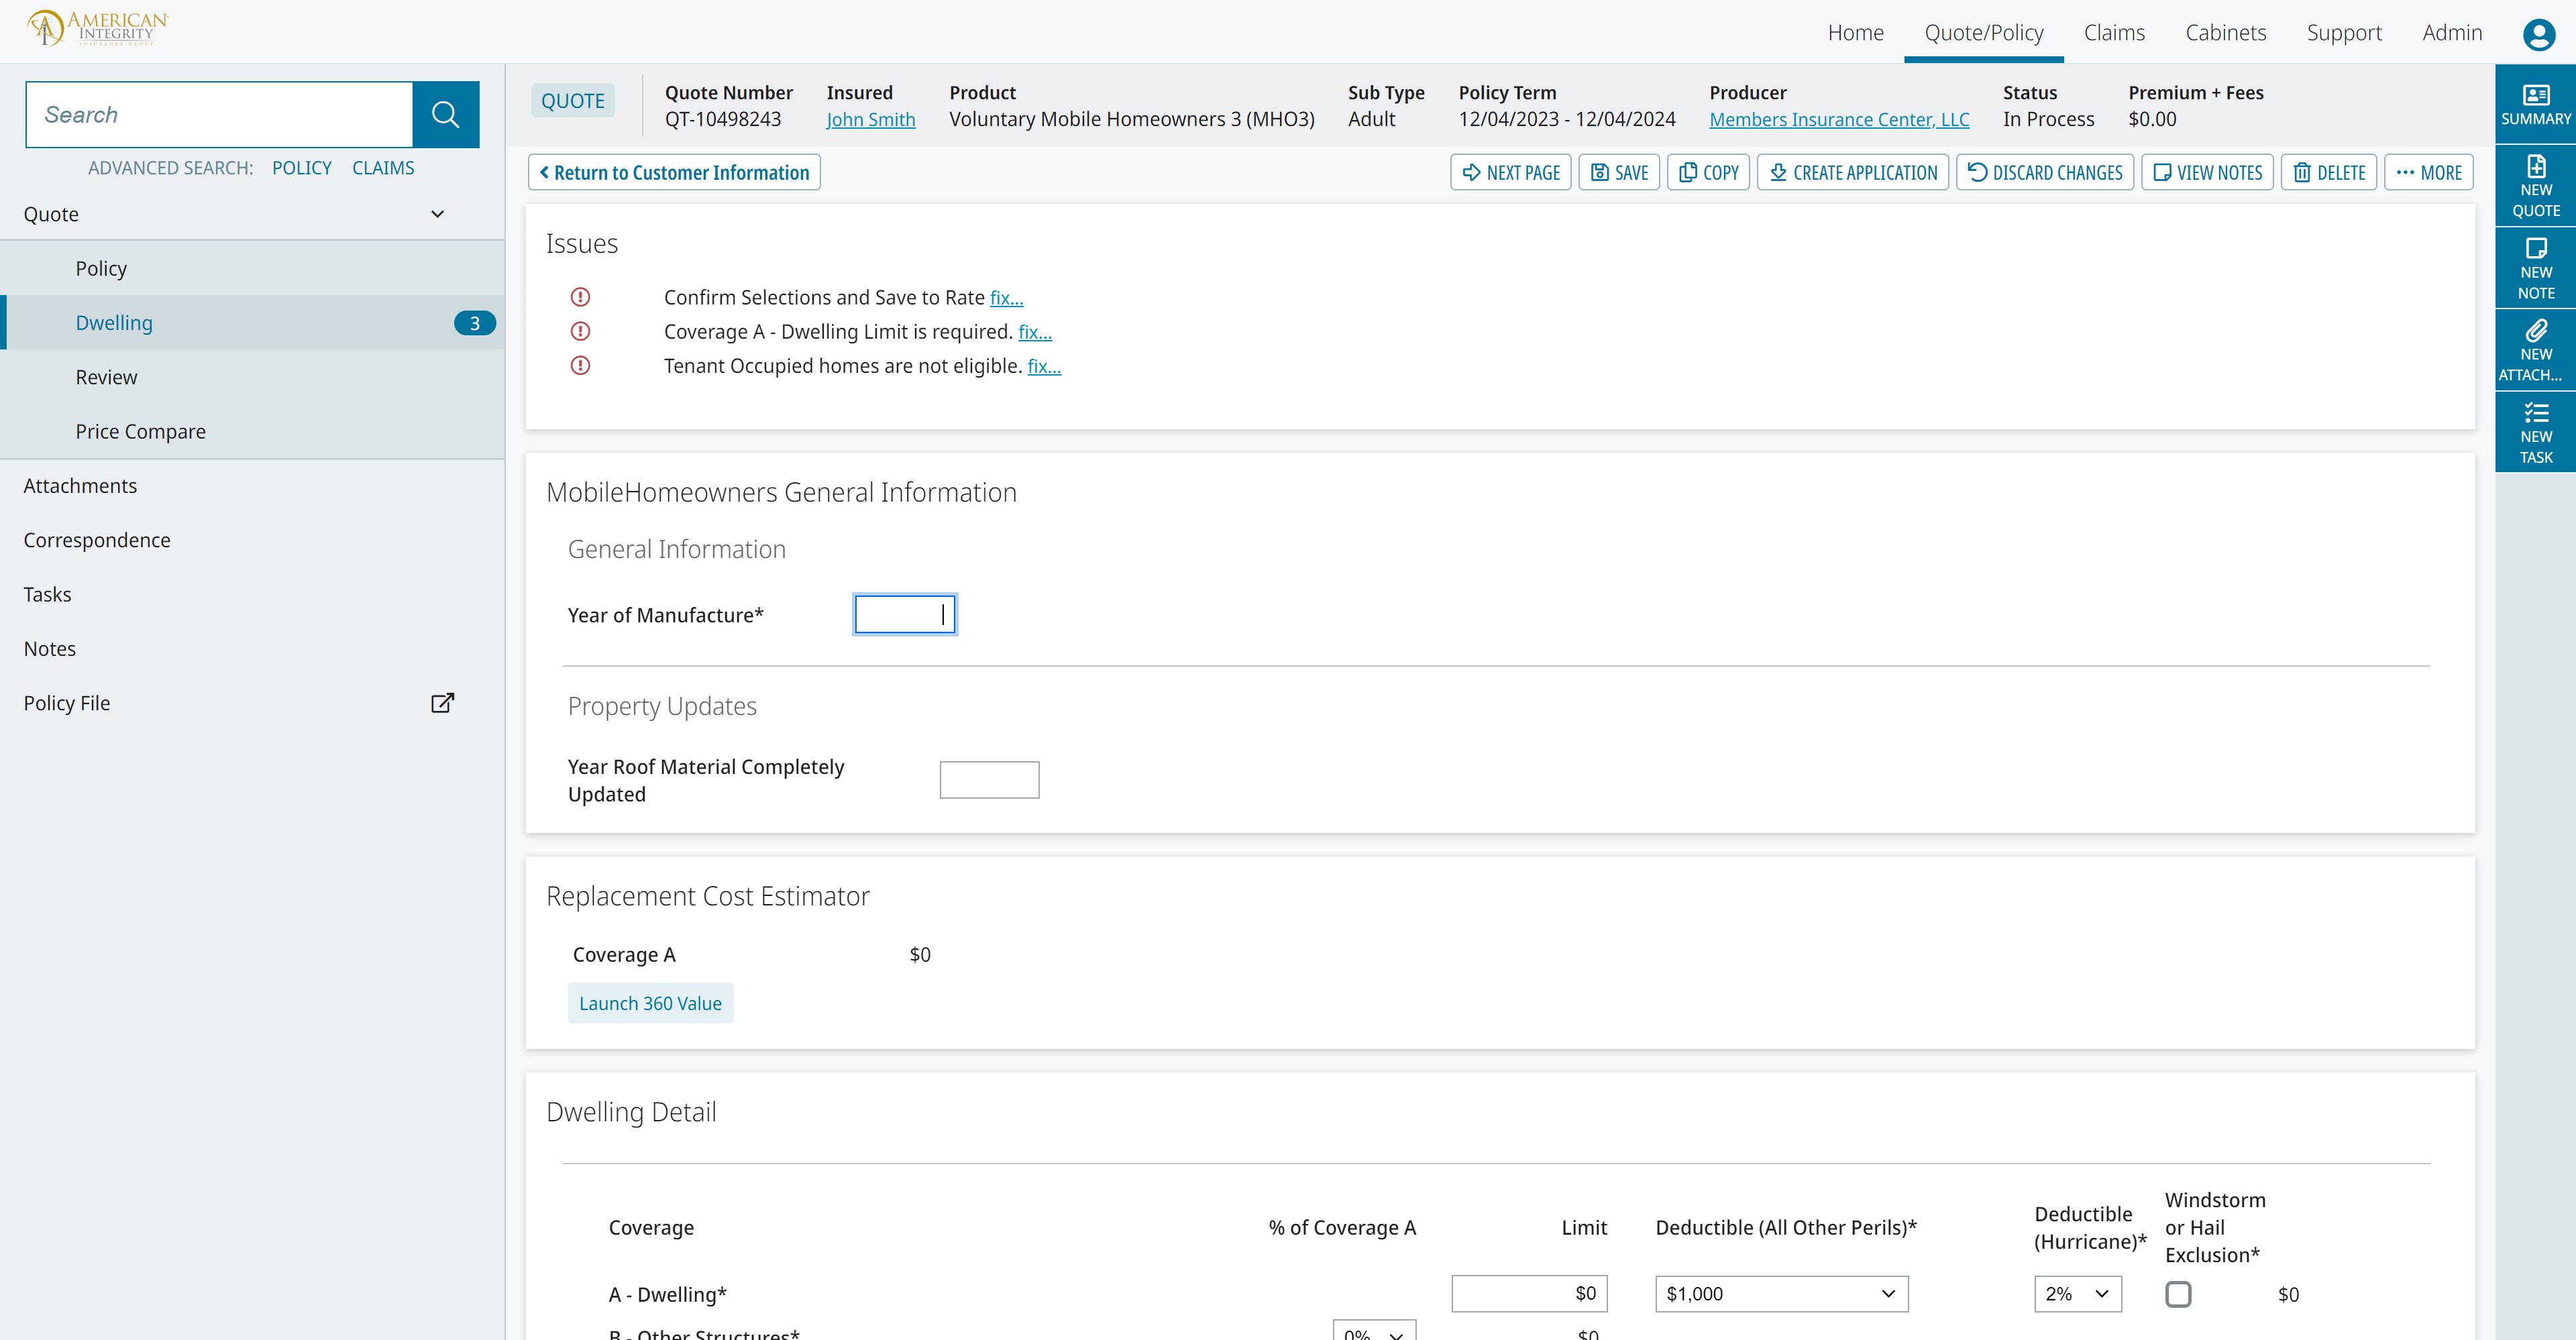 AMERICAN
INTEGRITY
INSURANCE GROUP
Home
Quote/Policy
Claims
Cabinets
Support
Admin
Search
ADVANCED SEARCH: POLICY CLAIMS
Quote
Policy
Dwelling 3
Review
Price Compare
Attachments
Correspondence
Tasks
Notes
Policy File
QUOTE
Quote Number
QT-10498243
Insured
John Smith
Product
Voluntary Mobile Homeowners 3 (MHO3)
Sub Type
Adult
Policy Term
12/04/2023 - 12/04/2024
Producer
Members Insurance Center, LLC
Status
In Process
Premium + Fees
$0.00
Return to Customer Information
NEXT PAGE
SAVE
COPY
CREATE APPLICATION
DISCARD CHANGES
VIEW NOTES
DELETE
MORE
Issues
Confirm Selections and Save to Rate fix...
Coverage A - Dwelling Limit is required. fix...
Tenant Occupied homes are not eligible. fix...
MobileHomeowners General Information
General Information
Year of Manufacture*
Property Updates
Year Roof Material Completely
Updated
Replacement Cost Estimator
Coverage A $0
Launch 360 Value
Dwelling Detail
Coverage
% of Coverage A
Limit
Deductible (All Other Perils)*
Deductible
(Hurricane)*
Windstorm
or Hail
Exclusion*
A - Dwelling* $0 $1,000 2% $0
B - Other Structures* 0% $0
SUMMARY
NEW
QUOTE
NEW
NOTE
NEW
ATTACH...
NEW
TASK